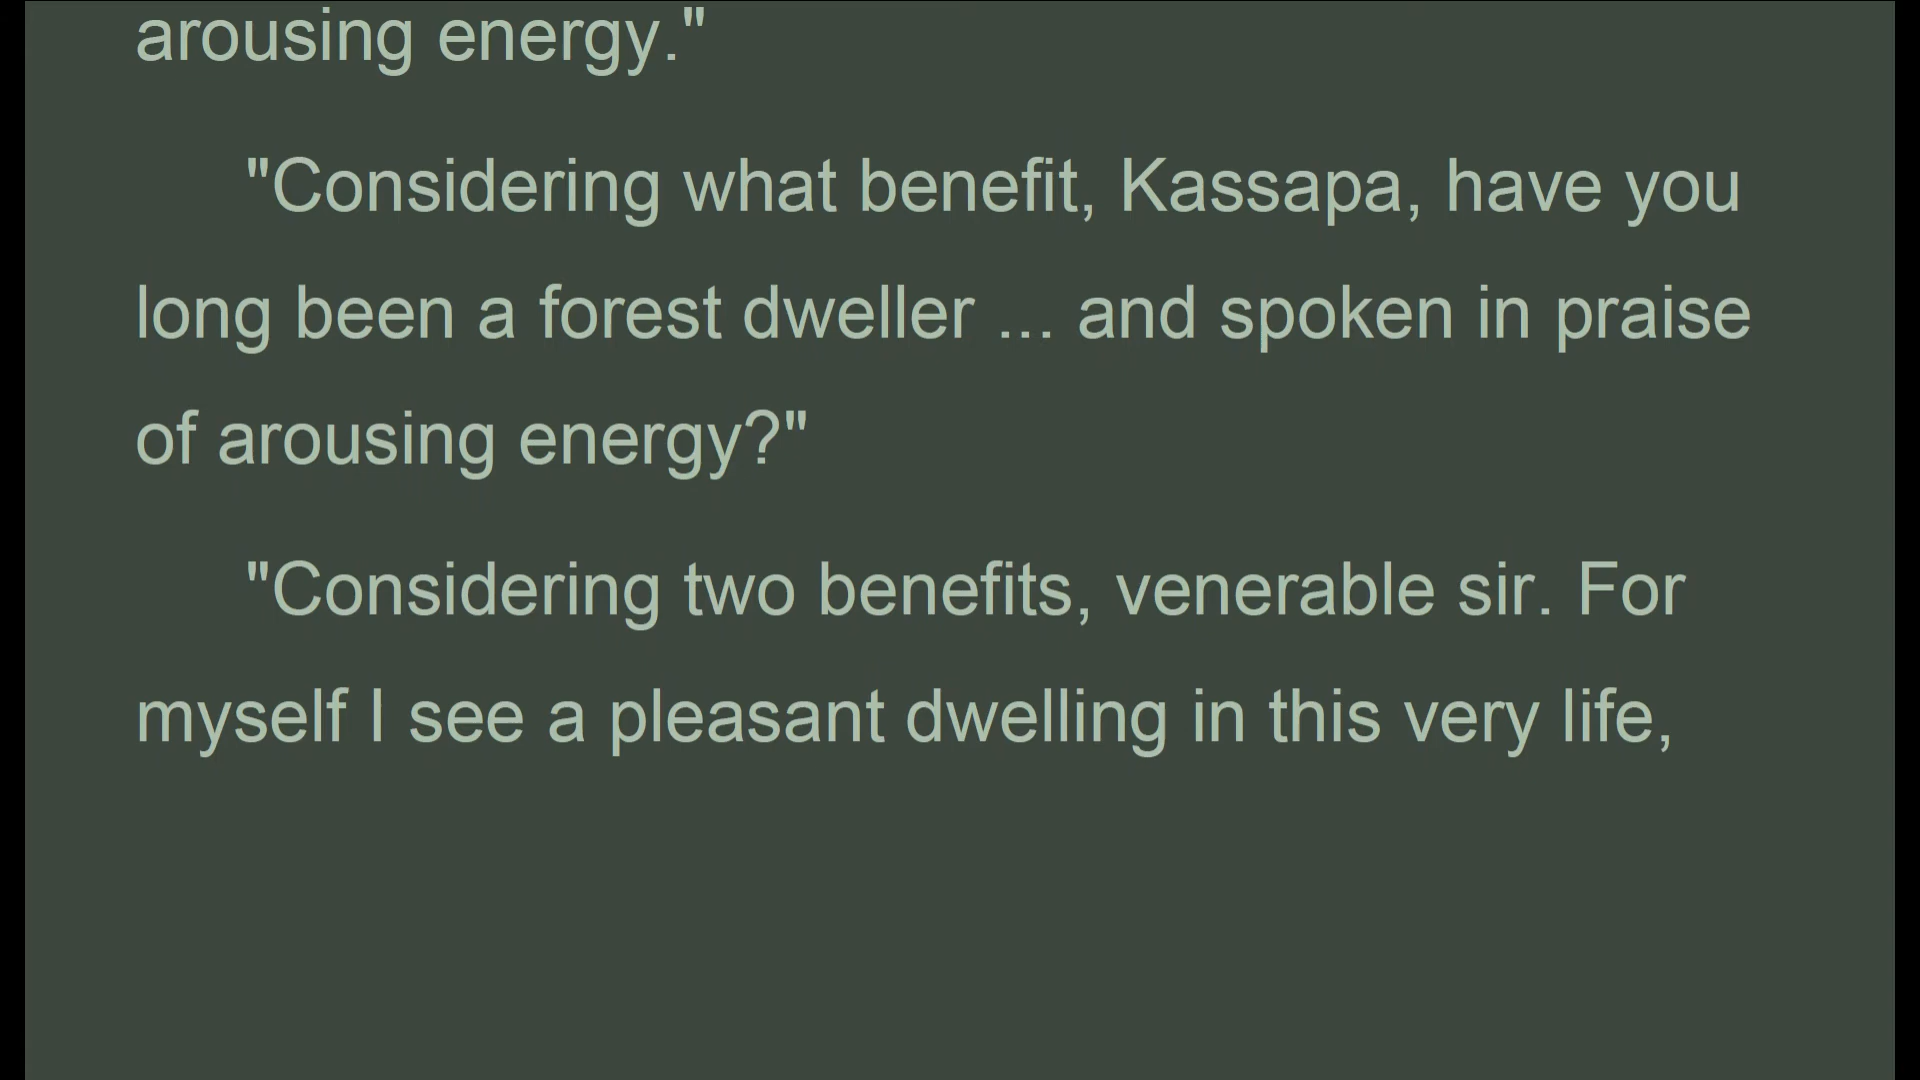 arousing energy."
"Considering what benefit, Kassapa, have you
long been a forest dweller ... and spoken in praise
of arousing energy?"
"Considering two benefits, venerable sir. For
myself I see a pleasant dwelling in this very life,